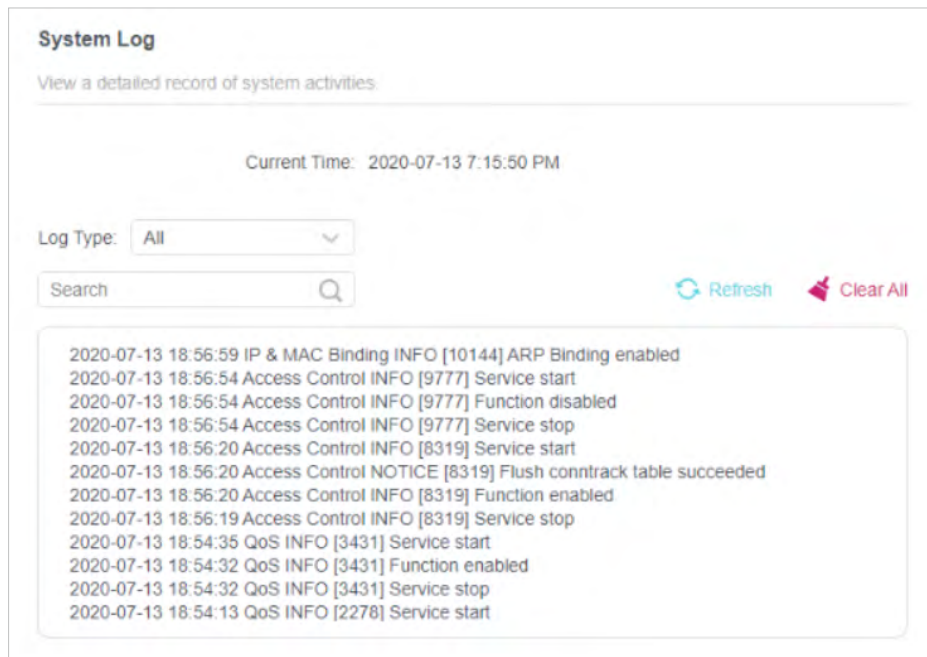 System Log
View a detailed record of system activities.
Current Time: 2020-07-13 7:15:50 PM
Log Type: All
Search Refresh Clear All
2020-07-13 18:56:59 IP & MAC Binding INFO [10144] ARP Binding enabled
2020-07-13 18:56:54 Access Control INFO [9777] Service start
2020-07-13 18:56:54 Access Control INFO [9777] Function disabled
2020-07-13 18:56:54 Access Control INFO [9777] Service stop
2020-07-13 18:56:20 Access Control INFO [8319] Service start
2020-07-13 18:56:20 Access Control NOTICE [8319] Flush conntrack table succeeded
2020-07-13 18:56:20 Access Control INFO [8319] Function enabled
2020-07-13 18:56:19 Access Control INFO [8319] Service stop
2020-07-13 18:54:35 QoS INFO [3431] Service start
2020-07-13 18:54:32 QoS INFO [3431] Function enabled
2020-07-13 18:54:32 QoS INFO [3431] Service stop
2020-07-13 18:54:13 QoS INFO [2278] Service start